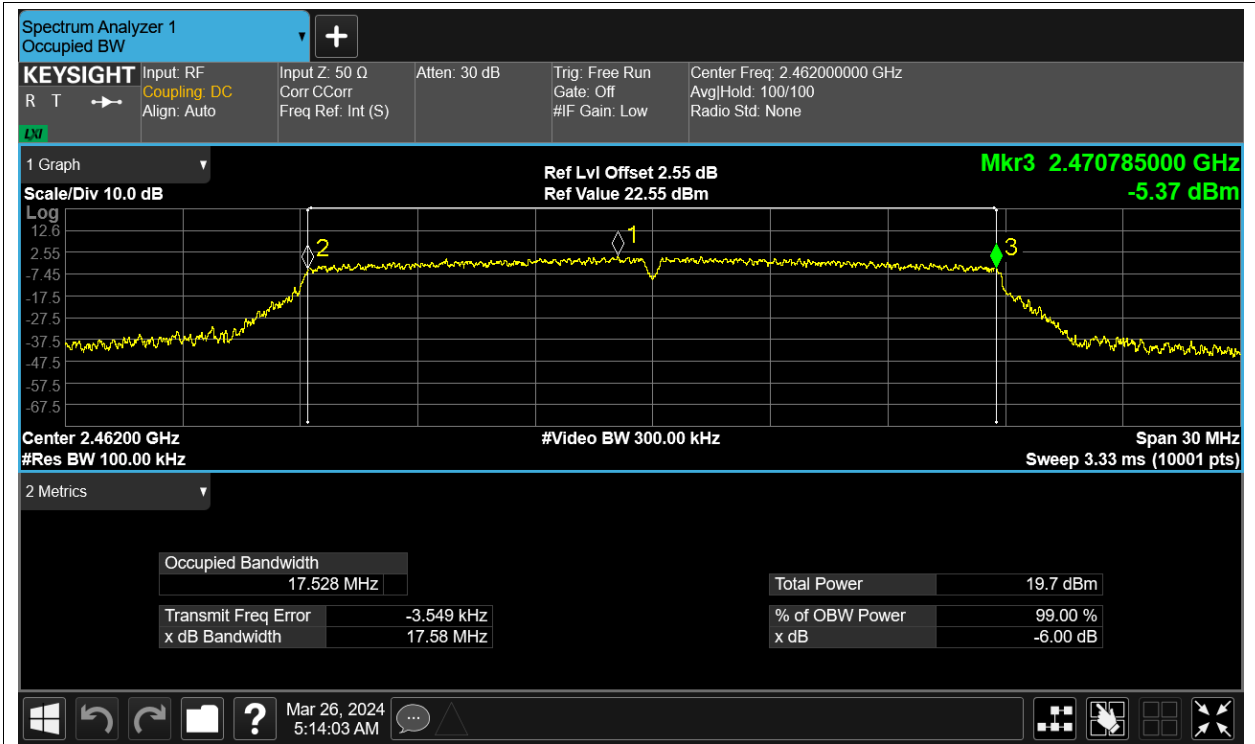 Spectrum Analyzer 1
Occupied BW
+
KEYSIGHT
R T
LXI
Input: RF
Coupling: DC
Align: Auto
Input Z: 50 Ω
Corr CCorr
Freq Ref: Int (S)
Atten: 30 dB
Trig: Free Run
Gate: Off
#IF Gain: Low
Center Freq: 2.462000000 GHz
Avg|Hold: 100/100
Radio Std: None
1 Graph
Scale/Div 10.0 dB
Ref Lvl Offset 2.55 dB
Ref Value 22.55 dBm
Mkr3 2.470785000 GHz
-5.37 dBm
Log
12.6
2.55
-7.45
-17.5
-27.5
-37.5
-47.5
-57.5
-67.5
2
1
3
Center 2.46200 GHz
#Res BW 100.00 kHz
#Video BW 300.00 kHz
Span 30 MHz
Sweep 3.33 ms (10001 pts)
2 Metrics
Occupied Bandwidth
17.528 MHz
Transmit Freq Error -3.549 kHz
x dB Bandwidth 17.58 MHz
Total Power 19.7 dBm
% of OBW Power 99.00 %
x dB -6.00 dB
?
Mar 26, 2024
5:14:03 AM